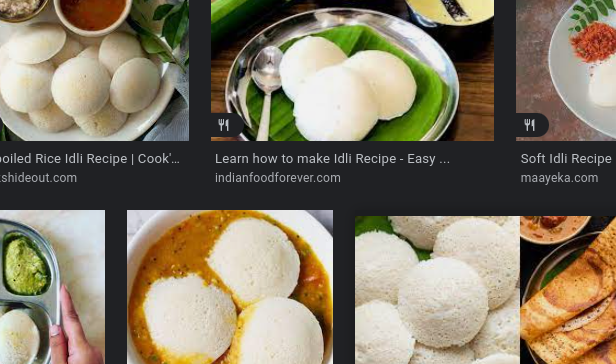 oiled Rice Idli Recipe | Cook'...
shideout.com
Learn how to make Idli Recipe - Easy ...
indianfoodforever.com
Soft Idli Recipe
maayeka.com